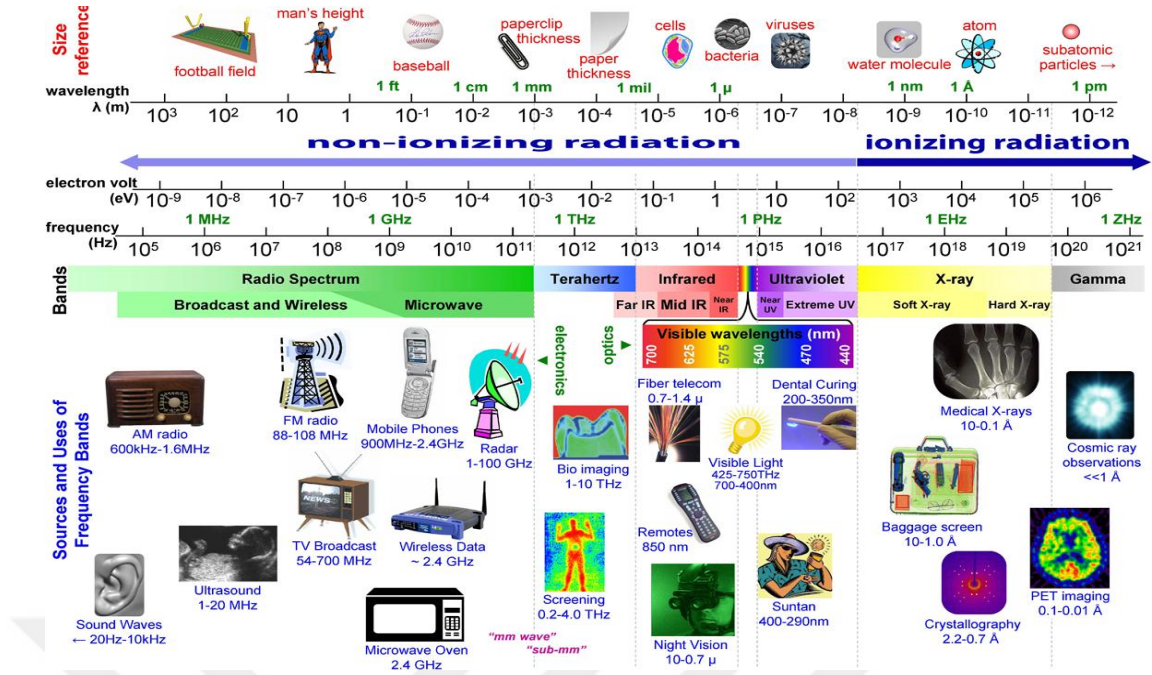 Size reference
football field
man's height
baseball
paperclip
thickness
paper
thickness
cells
bacteria
viruses
water molecule
atom
subatomic
particles →
wavelength
λ (m)
1 ft 1 cm 1 mm 1 mil 1 µ 1 nm 1 Å 1 pm
10³ 10² 10 1 10⁻¹ 10⁻² 10⁻³ 10⁻⁴ 10⁻⁵ 10⁻⁶ 10⁻⁷ 10⁻⁸ 10⁻⁹ 10⁻¹⁰ 10⁻¹¹ 10⁻¹²
non-ionizing radiation ionizing radiation
electron volt
(eV)
10⁻⁹ 10⁻⁸ 10⁻⁷ 10⁻⁶ 10⁻⁵ 10⁻⁴ 10⁻³ 10⁻² 10⁻¹ 1 10 10² 10³ 10⁴ 10⁵ 10⁶
1 MHz 1 GHz 1 THz 1 PHz 1 EHz 1 ZHz
frequency
(Hz)
10⁵ 10⁶ 10⁷ 10⁸ 10⁹ 10¹⁰ 10¹¹ 10¹² 10¹³ 10¹⁴ 10¹⁵ 10¹⁶ 10¹⁷ 10¹⁸ 10¹⁹ 10²⁰ 10²¹
Bands
Radio Spectrum Terahertz Infrared Ultraviolet X-ray Gamma
Broadcast and Wireless Microwave Far IR Mid IR Near IR Near UV Extreme UV Soft X-ray Hard X-ray
electronics
optics
Visible wavelengths (nm)
700 625 575 540 470 440
Sources and Uses of
Frequency Bands
AM radio
600kHz-1.6MHz
FM radio
88-108 MHz
Mobile Phones
900MHz-2.4GHz
Radar
1-100 GHz
Bio imaging
1-10 THz
Fiber telecom
0.7-1.4 µ
Visible Light
425-750THz
700-400nm
Dental Curing
200-350nm
Medical X-rays
10-0.1 Å
Cosmic ray
observations
<<1 Å
Sound Waves
← 20Hz-10kHz
Ultrasound
1-20 MHz
TV Broadcast
54-700 MHz
NEWS
Wireless Data
~ 2.4 GHz
Microwave Oven
2.4 GHz
"mm wave"
"sub-mm"
Screening
0.2-4.0 THz
Remotes
850 nm
Night Vision
10-0.7 µ
Suntan
400-290nm
Baggage screen
10-1.0 Å
Crystallography
2.2-0.7 Å
PET imaging
0.1-0.01 Å